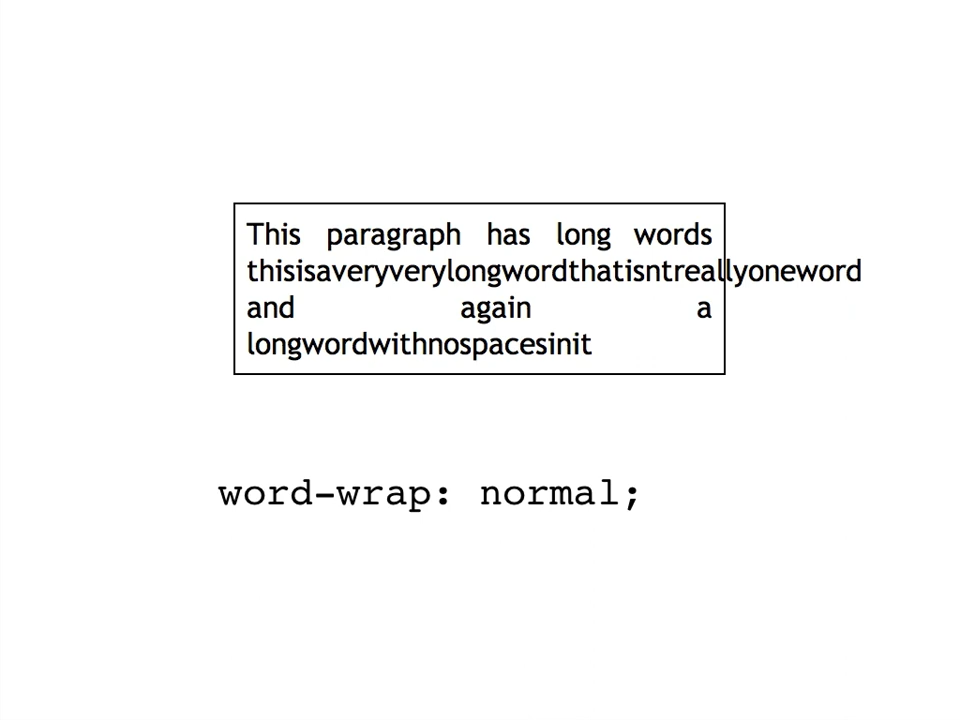 This paragraph has long words
thisisaveryverylongwordthatisntreallyoneword
and again a
longwordwithnospacesinit
word-wrap: normal;